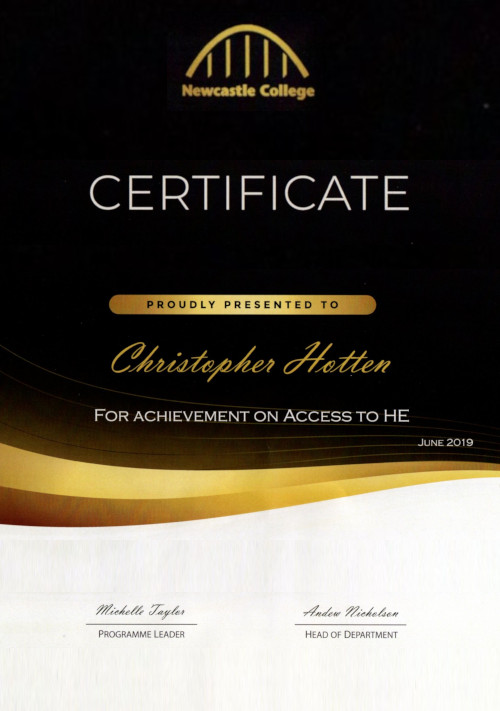 Newcastle College
CERTIFICATE
PROUDLY PRESENTED TO
Christopher Hotten
FOR ACHIEVEMENT ON ACCESS TO HE
JUNE 2019
Michelle Taylor
Andew Nicholson
PROGRAMME LEADER
HEAD OF DEPARTMENT